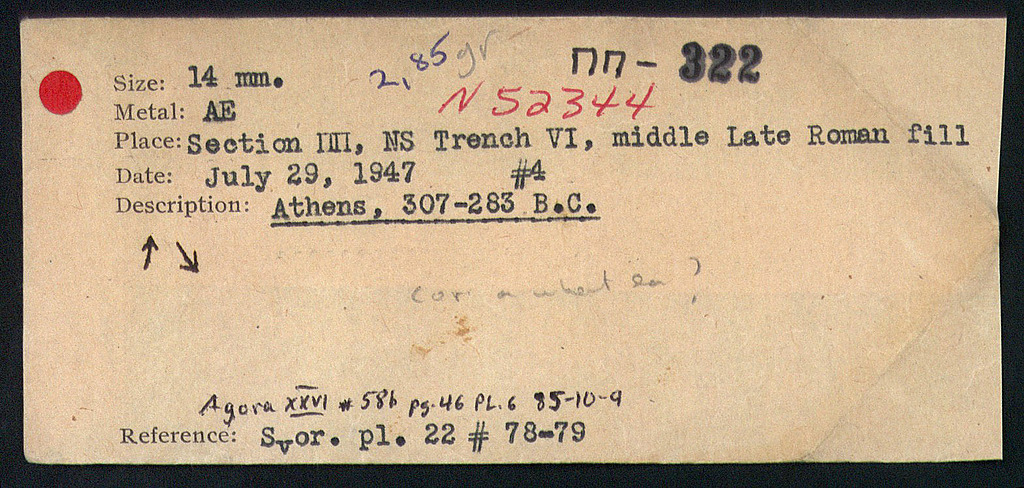 2,85 gr
ΠΠ - 322
N 52344
Size: 14 mm.
Metal: AE
Place: Section III, NS Trench VI, middle Late Roman fill
Date: July 29, 1947 #4
Description: Athens, 307-283 B.C.
↑ ↘
cor a wheat ?
Agora XXVI # 58b pg. 46 PL. 6 85-10-9
Reference: Svor. pl. 22 # 78-79